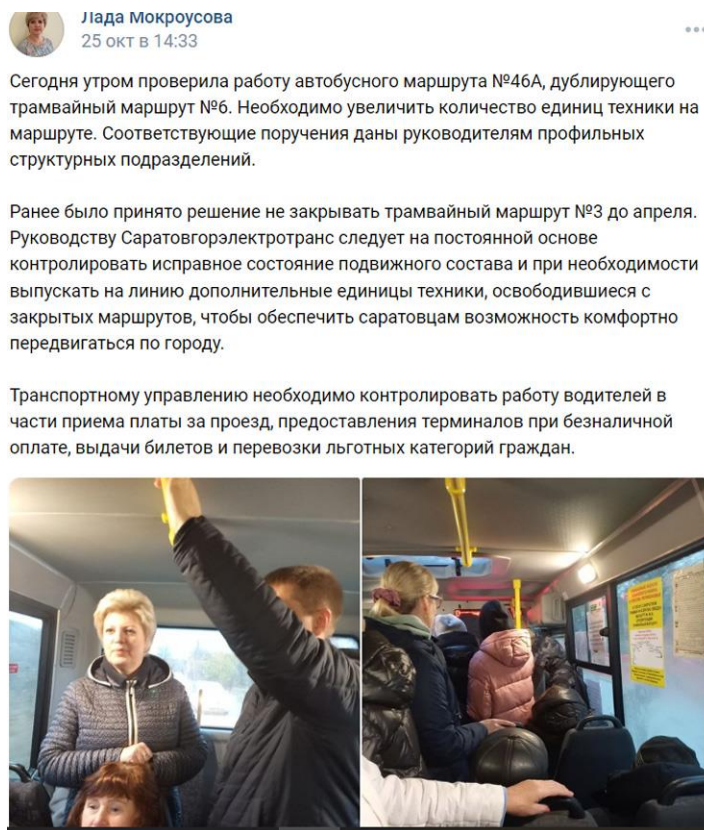 Лада Мокроусова
25 окт в 14:33
Сегодня утром проверила работу автобусного маршрута №46А, дублирующего
трамвайный маршрут №6. Необходимо увеличить количество единиц техники на
маршруте. Соответствующие поручения даны руководителям профильных
структурных подразделений.
Ранее было принято решение не закрывать трамвайный маршрут №3 до апреля.
Руководству Саратовгорэлектротранс следует на постоянной основе
контролировать исправное состояние подвижного состава и при необходимости
выпускать на линию дополнительные единицы техники, освободившиеся с
закрытых маршрутов, чтобы обеспечить саратовцам возможность комфортно
передвигаться по городу.
Транспортному управлению необходимо контролировать работу водителей в
части приема платы за проезд, предоставления терминалов при безналичной
оплате, выдачи билетов и перевозки льготных категорий граждан.